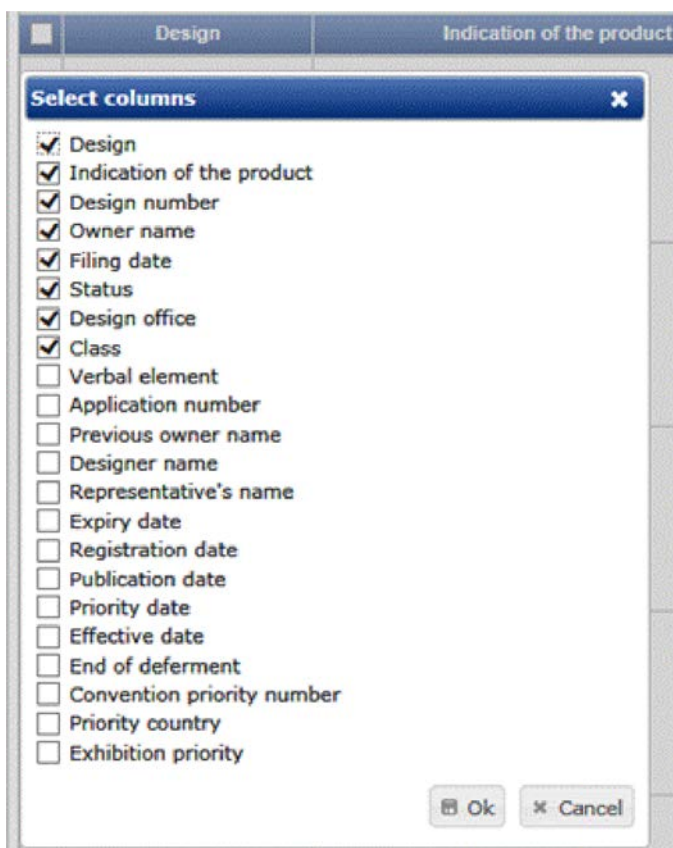 Design Indication of the product
Select columns
Design
Indication of the product
Design number
Owner name
Filing date
Status
Design office
Class
Verbal element
Application number
Previous owner name
Designer name
Representative's name
Expiry date
Registration date
Publication date
Priority date
Effective date
End of deferment
Convention priority number
Priority country
Exhibition priority
Ok Cancel